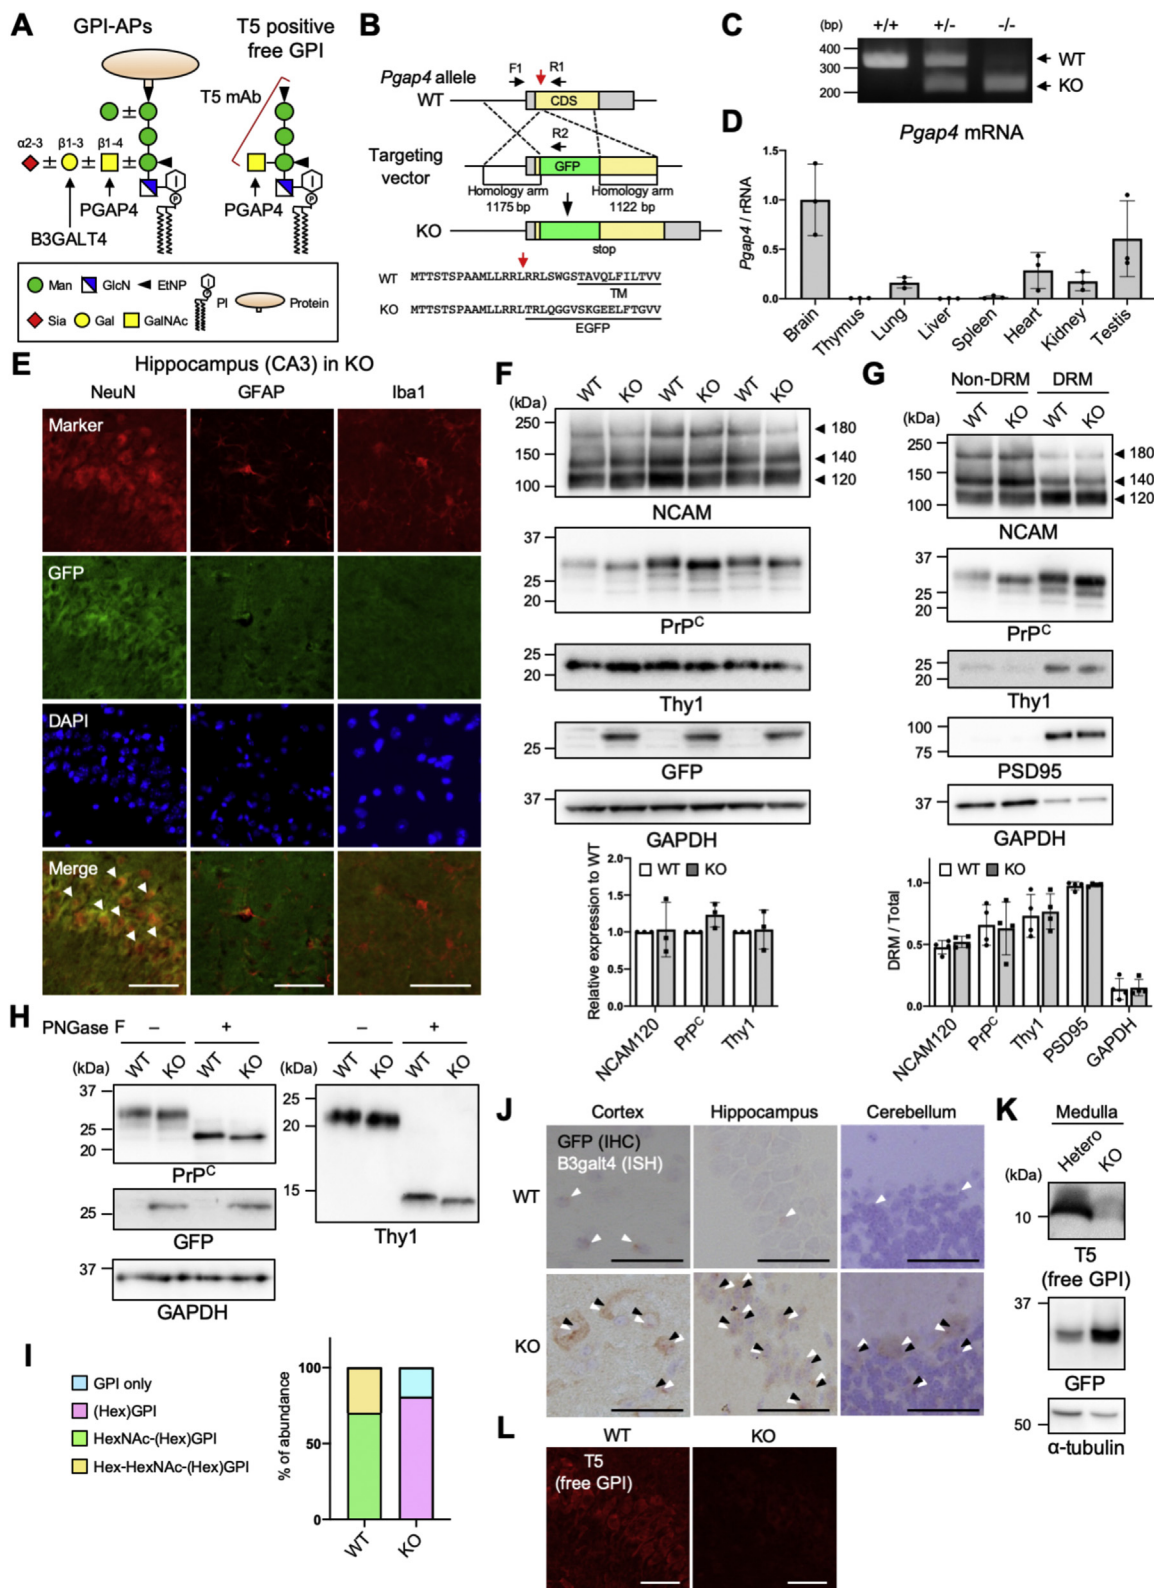 A
GPI-APs
T5 positive
free GPI
T5 mAb
α2-3
β1-3
β1-4
±
±
±
±
PGAP4
PGAP4
B3GALT4
I
P
I
P
Man
GlcN
EtNP
I
P
PI
Protein
Sia
Gal
GalNAc
B
Pgap4 allele
F1
R1
WT
CDS
R2
Targeting
vector
GFP
Homology arm
1175 bp
Homology arm
1122 bp
KO
stop
WT
MTTSTSPAAMLLRRLRRLSWGSTAVQLFILTVV
TM
KO
MTTSTSPAAMLLRRLTRLQGGVSKGEELFTGVV
EGFP
C
(bp)
+/+
+/-
-/-
400
300
200
WT
KO
D
Pgap4 mRNA
Pgap4 / rRNA
1.5
1.0
0.5
0.0
Brain
Thymus
Lung
Liver
Spleen
Heart
Kidney
Testis
E
Hippocampus (CA3) in KO
NeuN
GFAP
Iba1
Marker
GFP
DAPI
Merge
F
WT
KO
WT
KO
WT
KO
(kDa)
250
150
100
180
140
120
NCAM
37
25
20
PrPC
25
20
Thy1
25
GFP
37
GAPDH
Relative expression to WT
2.0
1.5
1.0
0.5
0.0
WT
KO
NCAM120
PrPC
Thy1
G
Non-DRM
DRM
WT
KO
WT
KO
(kDa)
250
150
100
180
140
120
NCAM
37
25
20
PrPC
25
20
Thy1
100
75
PSD95
37
GAPDH
DRM / Total
1.0
0.5
0.0
WT
KO
NCAM120
PrPC
Thy1
PSD95
GAPDH
H
PNGase F
–
+
–
+
(kDa)
WT
KO
WT
KO
(kDa)
WT
KO
WT
KO
37
25
20
PrPC
25
GFP
37
GAPDH
25
20
15
Thy1
I
GPI only
(Hex)GPI
HexNAc-(Hex)GPI
Hex-HexNAc-(Hex)GPI
% of abundance
100
50
0
WT
KO
J
Cortex
Hippocampus
Cerebellum
GFP (IHC)
B3galt4 (ISH)
WT
KO
K
Medulla
Hetero
KO
(kDa)
10
T5
(free GPI)
37
GFP
50
α-tubulin
L
WT
KO
T5
(free GPI)